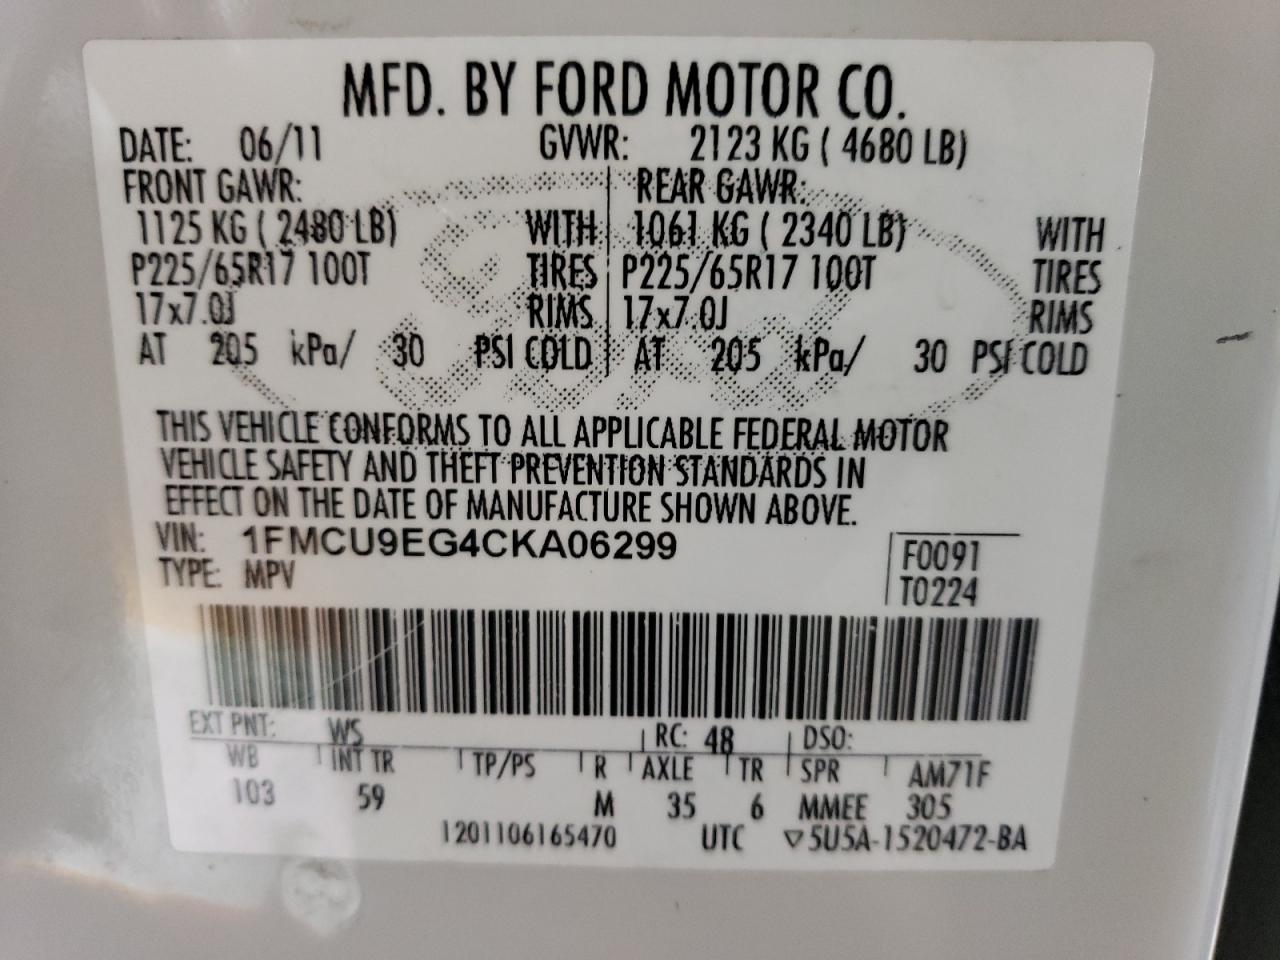 MFD. BY FORD MOTOR CO.
DATE: 06/11 GVWR: 2123 KG ( 4680 LB)
FRONT GAWR: REAR GAWR:
1125 KG ( 2480 LB) WITH 1061 KG ( 2340 LB) WITH
P225/65R17 100T TIRES P225/65R17 100T TIRES
17x7.0J RIMS 17x7.0J RIMS
AT 205 kPa/ 30 PSI COLD AT 205 kPa/ 30 PSI COLD
THIS VEHICLE CONFORMS TO ALL APPLICABLE FEDERAL MOTOR
VEHICLE SAFETY AND THEFT PREVENTION STANDARDS IN
EFFECT ON THE DATE OF MANUFACTURE SHOWN ABOVE.
VIN: 1FMCU9EG4CKA06299
F0091
TYPE: MPV
T0224
EXT PNT: WS RC: 48 DSO:
WB INT TR TP/PS R AXLE TR SPR AM71F
103 59 M 35 6 MMEE 305
1201106165470 UTC ▽5U5A-1520472-BA